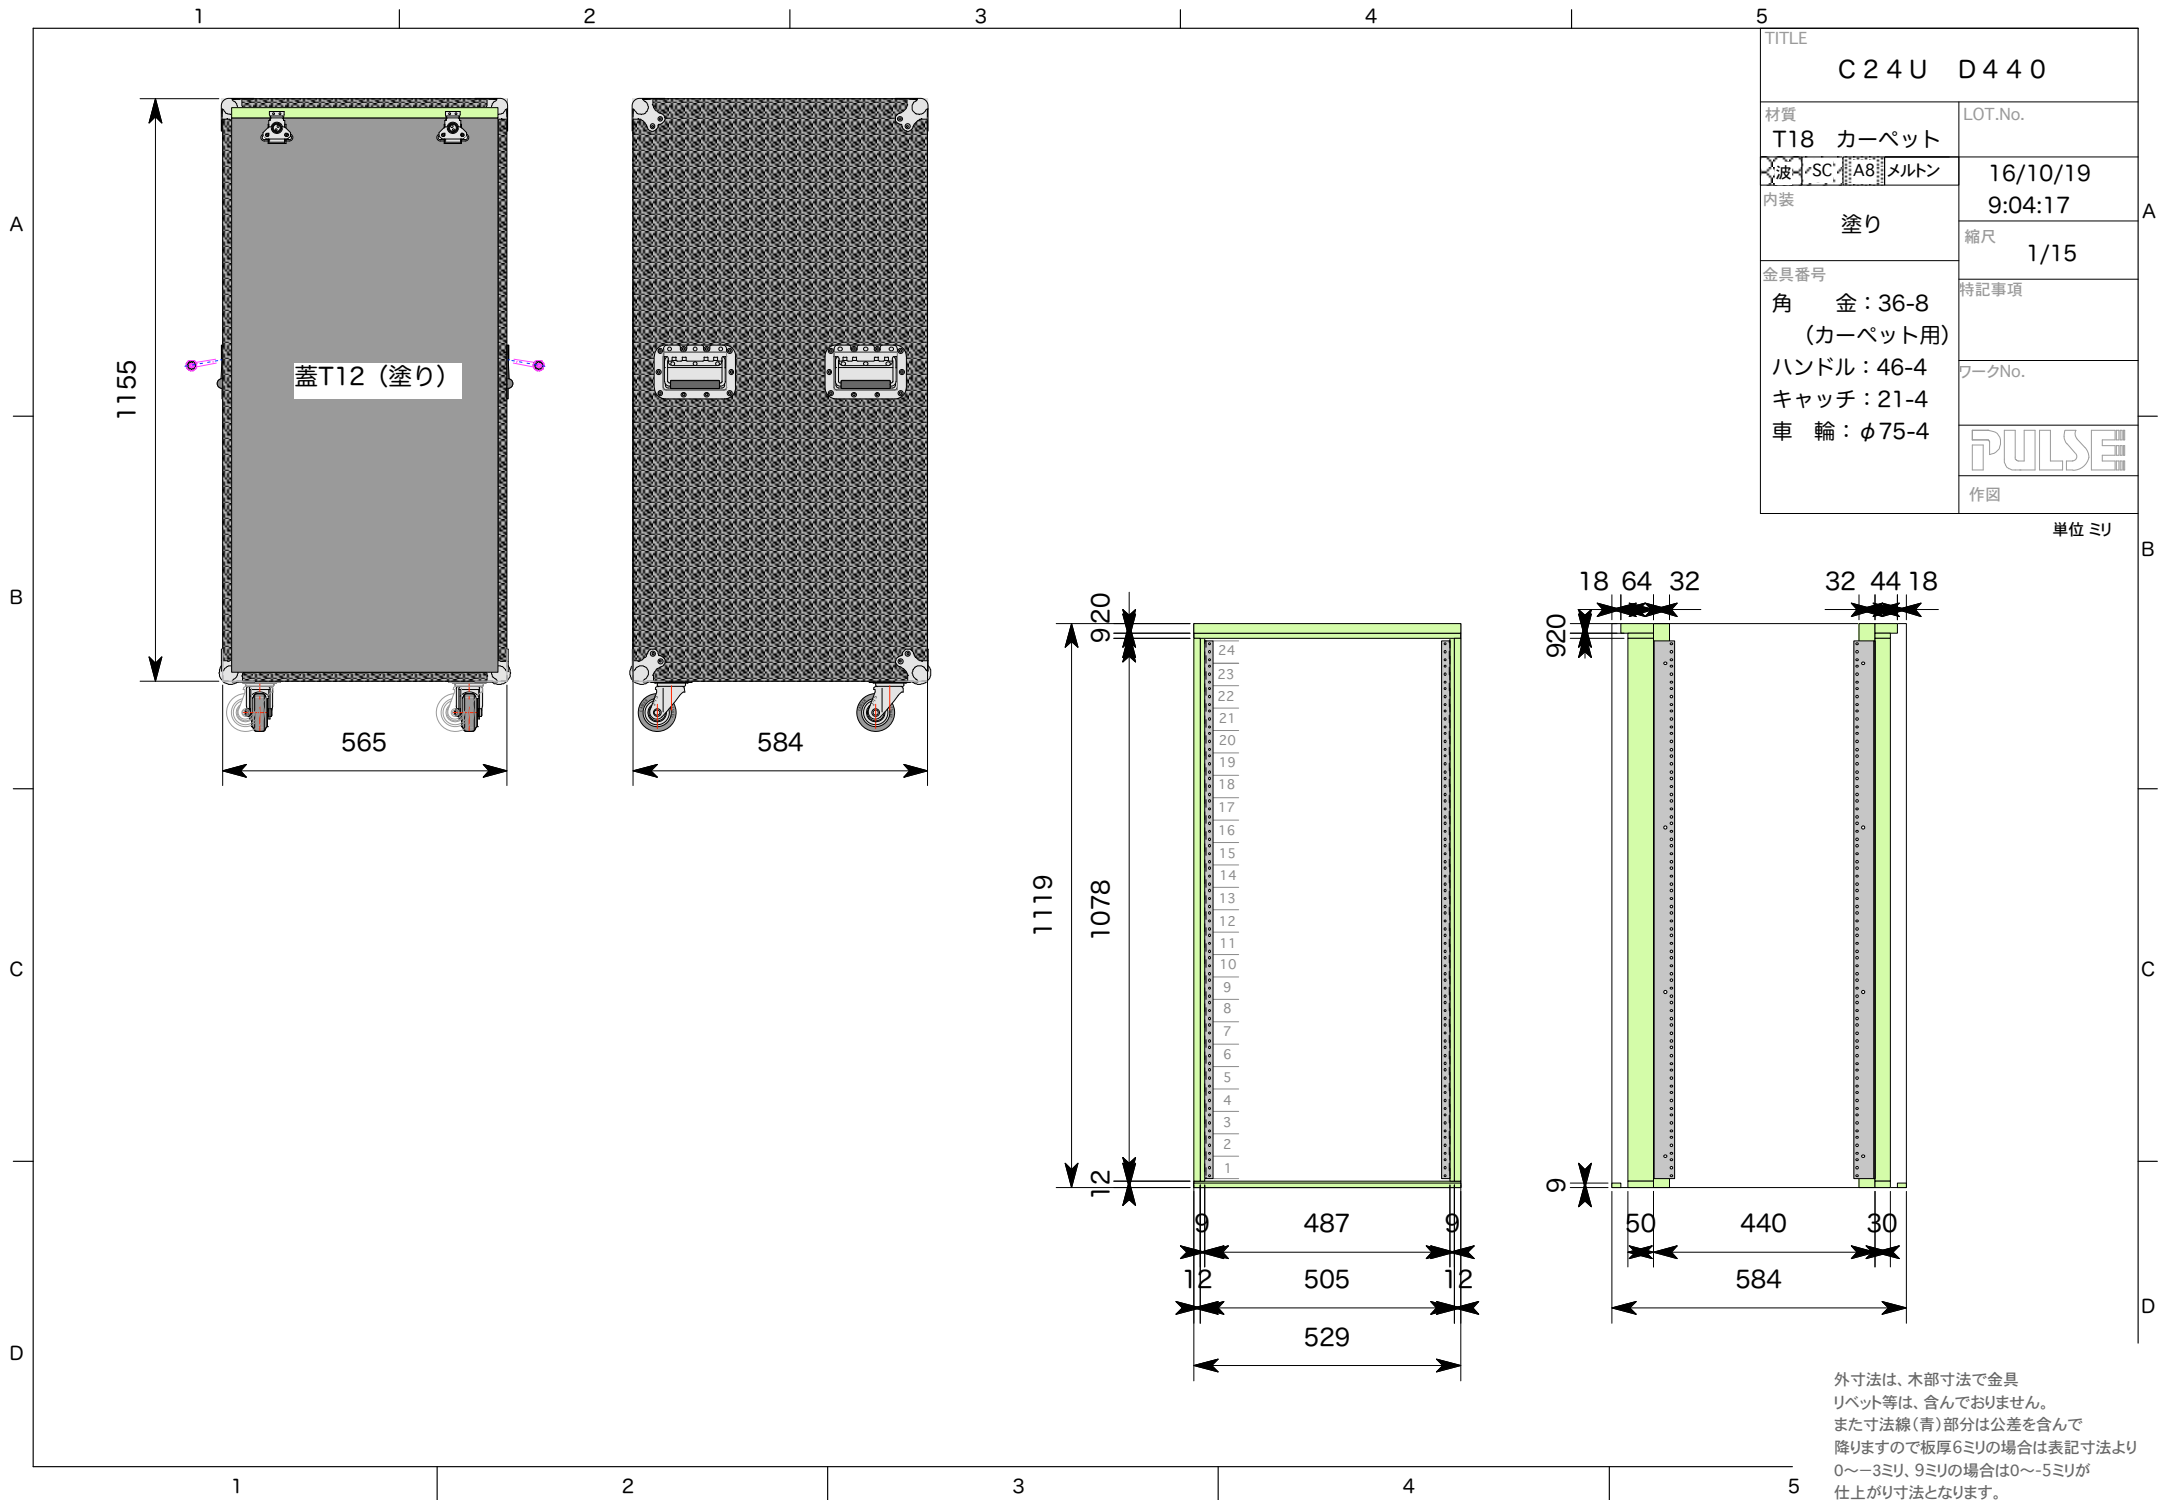 1 2 3 4 5
TITLE
C24U D440
材質
T18 カーペット
LOT.No.
波 SC A8 メルトン
16/10/19
9:04:17
内装
塗り
縮尺
1/15
金具番号
角 金：36-8
（カーペット用）
ハンドル：46-4
キャッチ：21-4
車 輪：φ75-4
特記事項
ワークNo.
PULSE
作図
単位 ミリ
A A
B B
C C
D D
1155
蓋T12（塗り）
565
584
920
1119
1078
12
24
23
22
21
20
19
18
17
16
15
14
13
12
11
10
9
8
7
6
5
4
3
2
1
9 487 9
12 505 12
529
18 64 32 32 44 18
920
9
50 440 30
584
外寸法は、木部寸法で金具
リベット等は、含んでおりません。
また寸法線（青）部分は公差を含んで
降りますので板厚6ミリの場合は表記寸法より
0～－3ミリ、9ミリの場合は0～-5ミリが
仕上がり寸法となります。
1 2 3 4 5